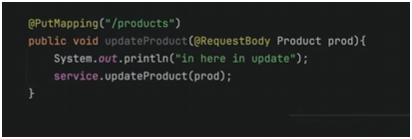 @PutMapping("/products")
public void updateProduct(@RequestBody Product prod){
System.out.println("in here in update");
service.updateProduct(prod);
}